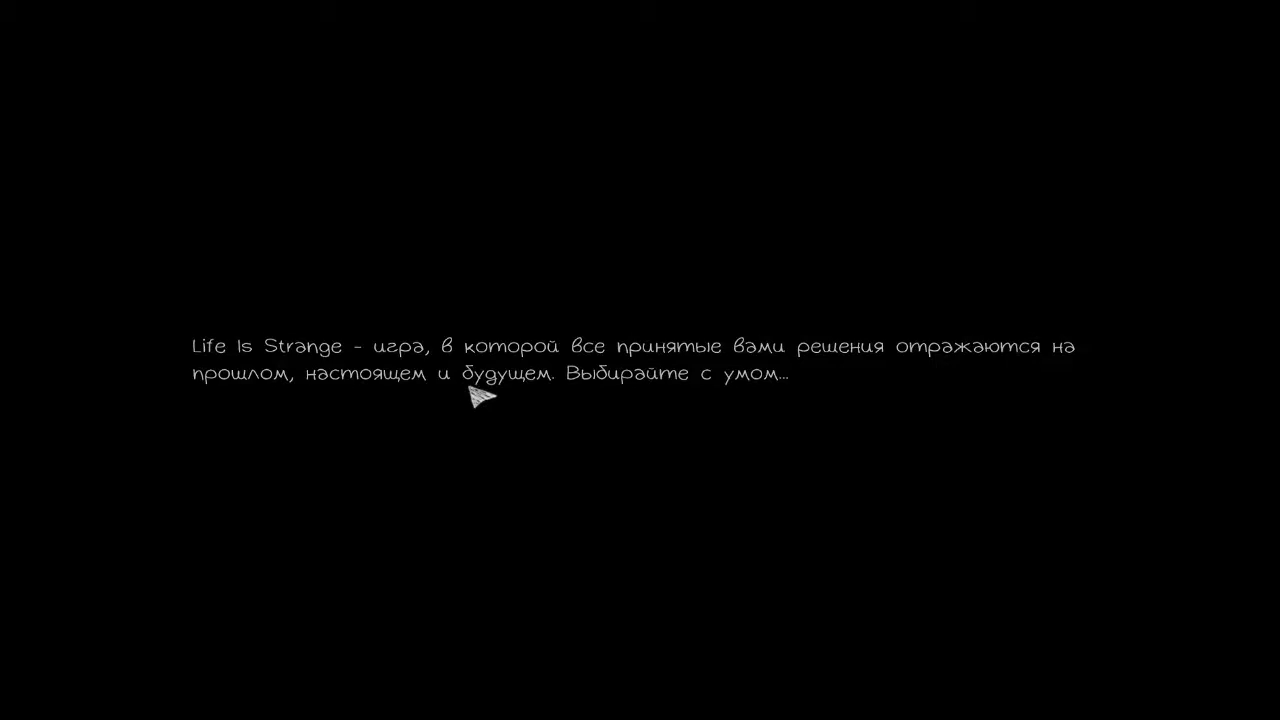 Life Is Strange - игра, в которой все принятые вами решения отражаются на
прошлом, настоящем и будущем. Выбирайте с умом...